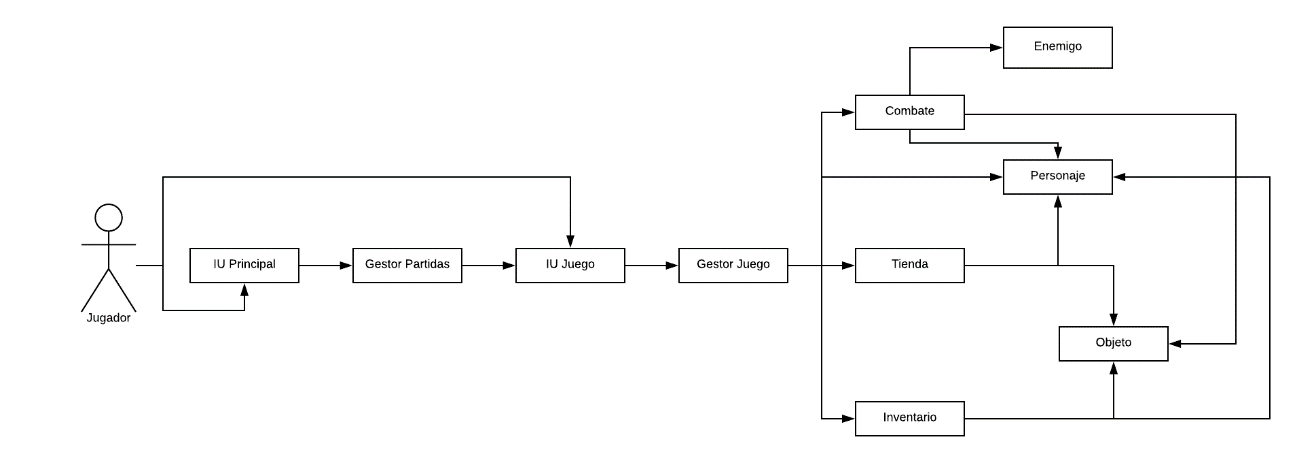 Enemigo
Combate
Personaje
IU Principal
Gestor Partidas
IU Juego
Gestor Juego
Tienda
Jugador
Objeto
Inventario